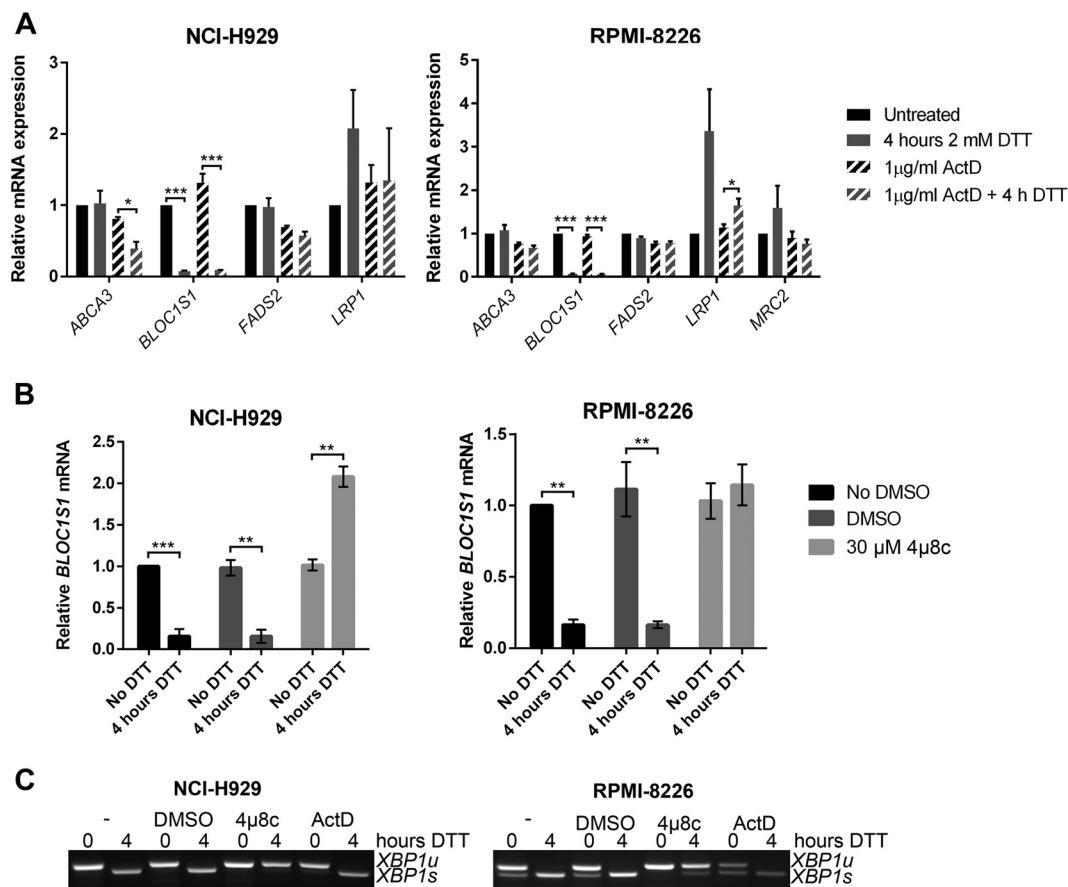 A
NCI-H929
RPMI-8226
Relative mRNA expression
3
2
1
0
ABCA3
BLOC1S1
FADS2
LRP1
*
***
***
Relative mRNA expression
5
4
3
2
1
0
ABCA3
BLOC1S1
FADS2
LRP1
MRC2
***
***
*
Untreated
4 hours 2 mM DTT
1µg/ml ActD
1µg/ml ActD + 4 h DTT
B
NCI-H929
RPMI-8226
Relative BLOC1S1 mRNA
2.5
2.0
1.5
1.0
0.5
0.0
***
**
**
No DTT
4 hours DTT
No DTT
4 hours DTT
No DTT
4 hours DTT
Relative BLOC1S1 mRNA
1.5
1.0
0.5
0.0
**
**
No DTT
4 hours DTT
No DTT
4 hours DTT
No DTT
4 hours DTT
No DMSO
DMSO
30 µM 4µ8c
C
NCI-H929
- DMSO 4µ8c ActD
0 4 0 4 0 4 0 4 hours DTT
XBP1u
XBP1s
RPMI-8226
- DMSO 4µ8c ActD
0 4 0 4 0 4 0 4 hours DTT
XBP1u
XBP1s